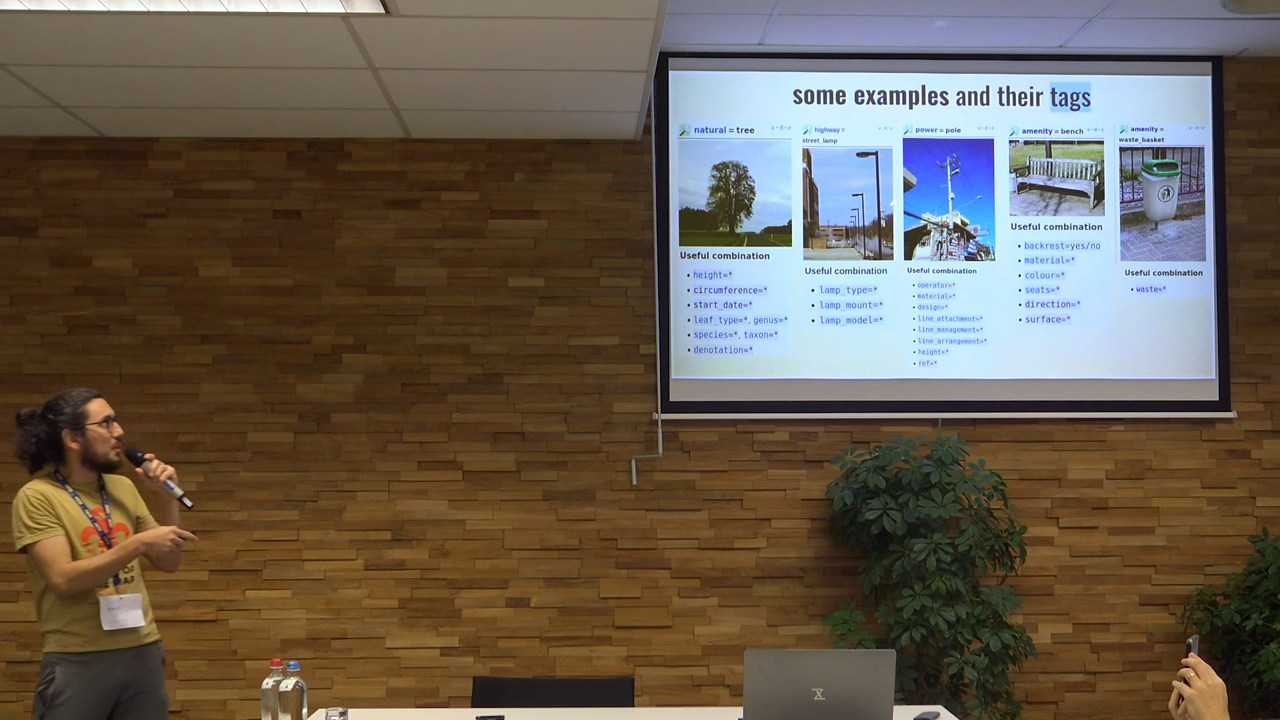 some examples and their tags
natural = tree
Useful combination
height=*
circumference=*
start_date=*
leaf_type=*, genus=*
species=*, taxon=*
denotation=*
highway =
street_lamp
Useful combination
lamp_type=*
lamp_mount=*
lamp_model=*
power = pole
Useful combination
operator=*
material=*
design=*
line_attachment=*
line_management=*
line_arrangement=*
height=*
ref=*
amenity = bench
Useful combination
backrest=yes/no
material=*
colour=*
seats=*
direction=*
surface=*
amenity =
waste_basket
Useful combination
waste=*